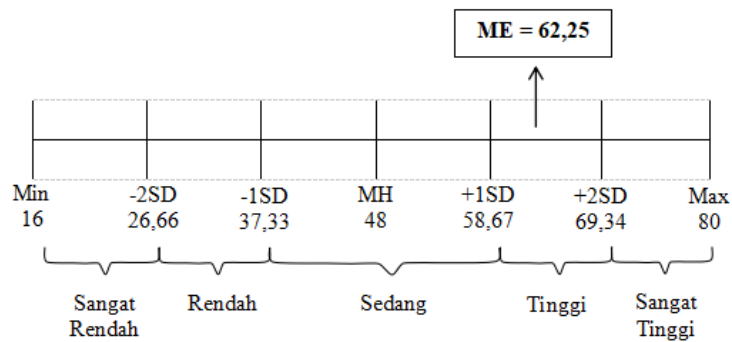 ME = 62,25
Min -2SD -1SD MH +1SD +2SD Max
16 26,66 37,33 48 58,67 69,34 80
Sangat Rendah Sedang Tinggi Sangat
Rendah Tinggi